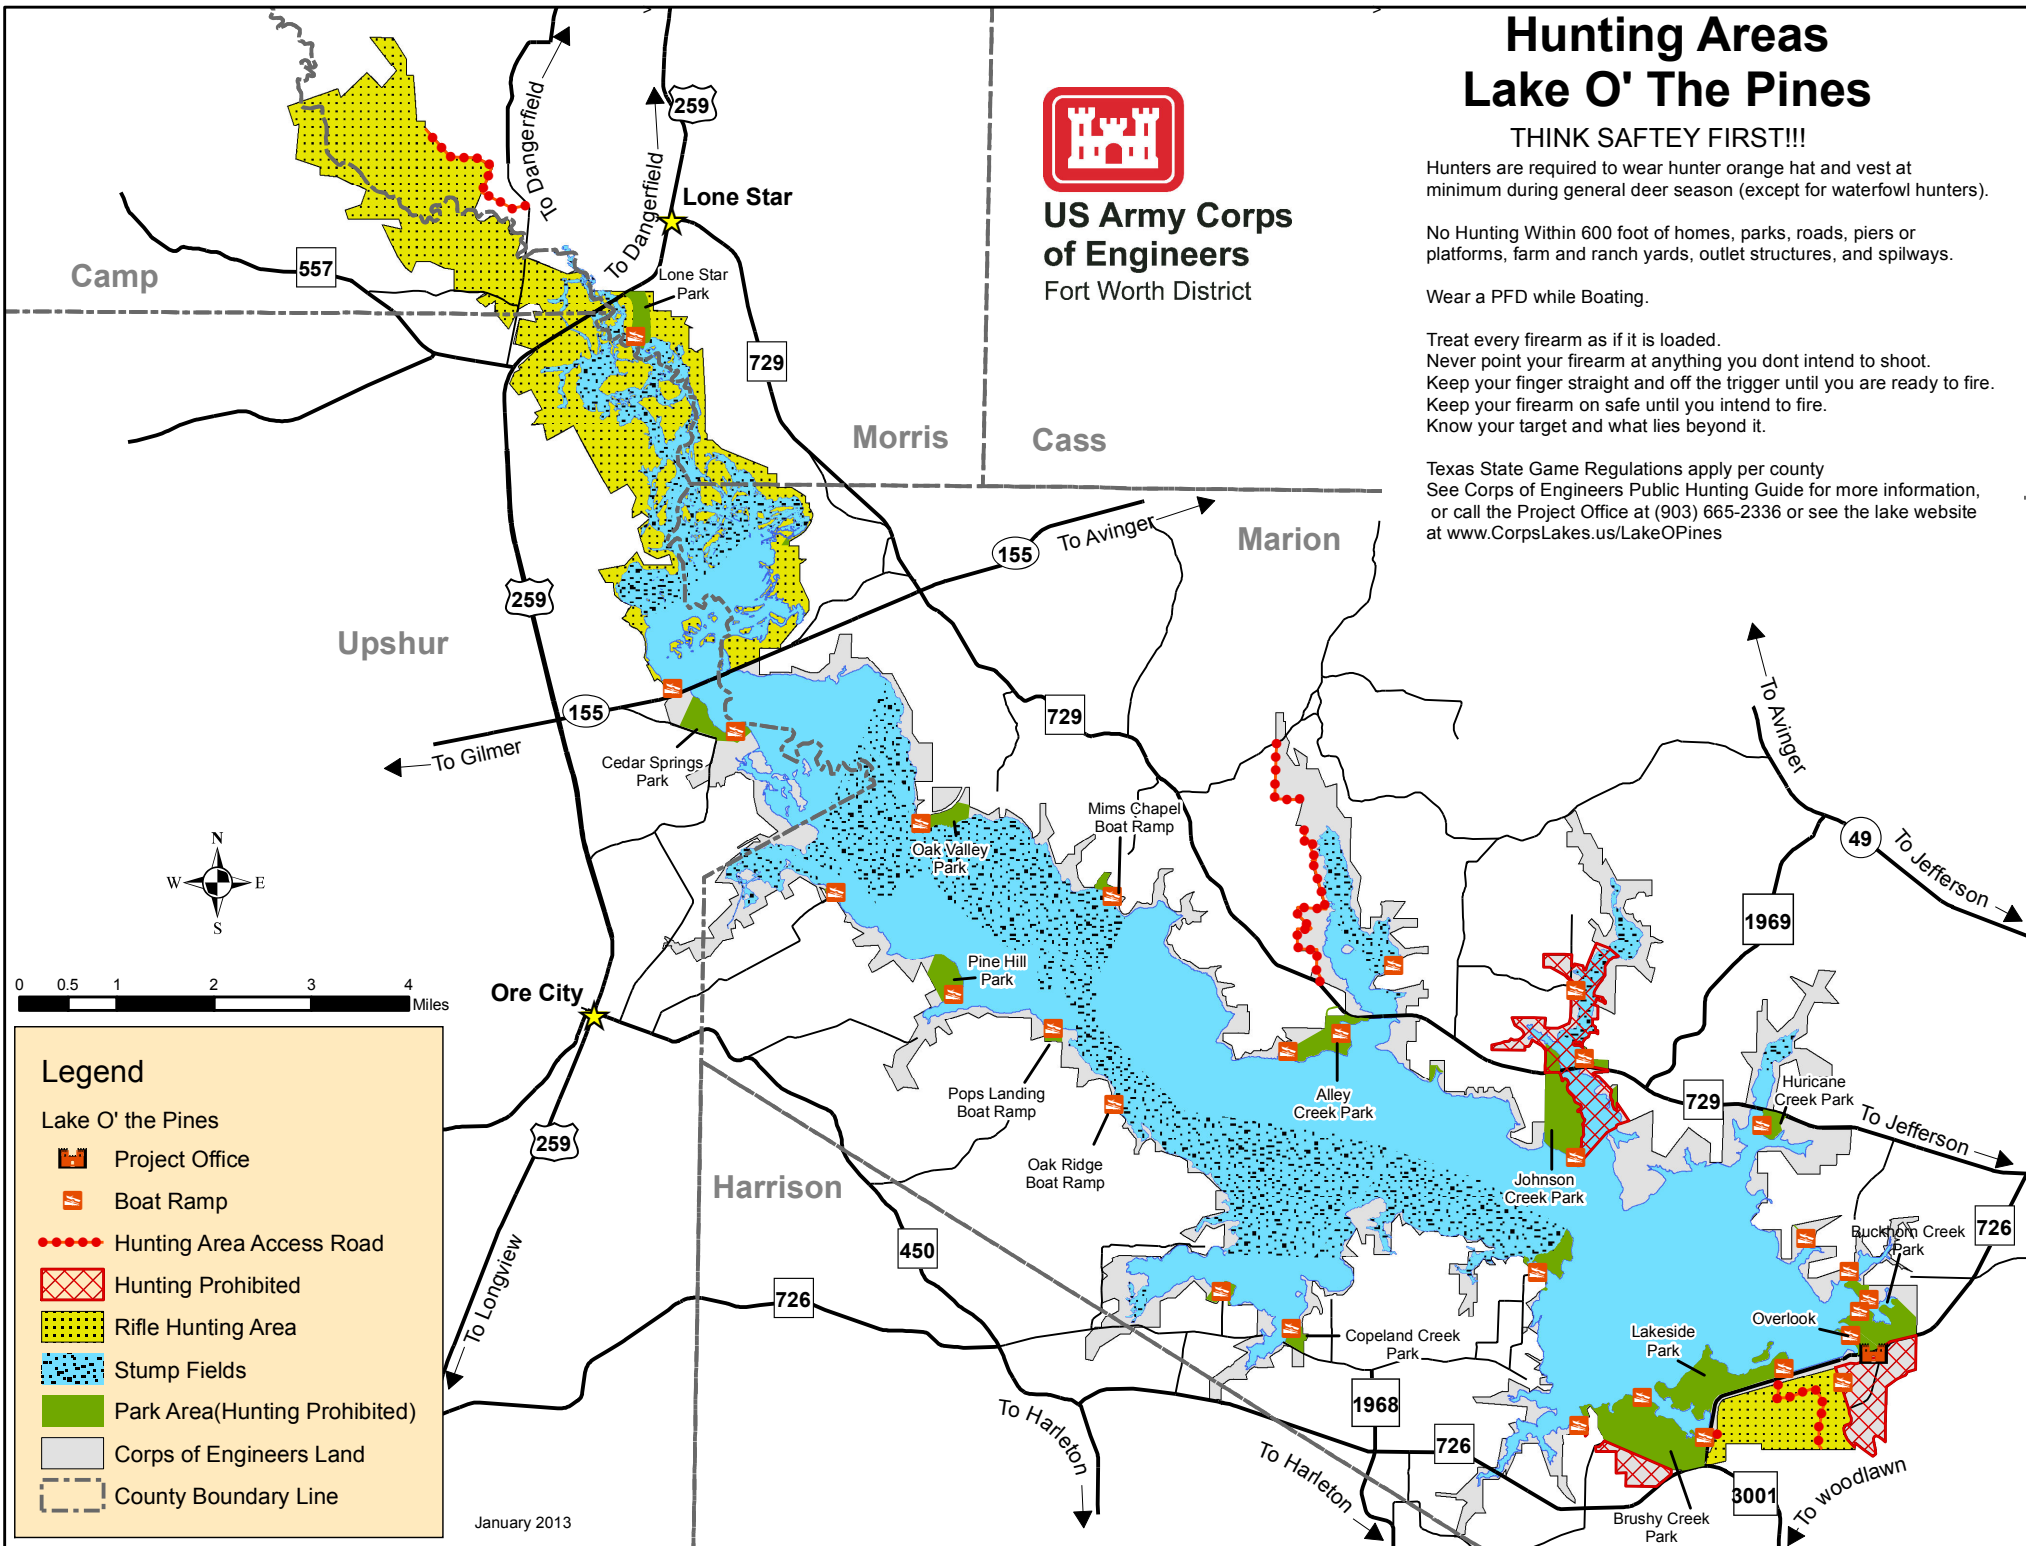 Hunting Areas
Lake O' The Pines
THINK SAFTEY FIRST!!!
Hunters are required to wear hunter orange hat and vest at
minimum during general deer season (except for waterfowl hunters).
No Hunting Within 600 foot of homes, parks, roads, piers or
platforms, farm and ranch yards, outlet structures, and spilways.
Wear a PFD while Boating.
Treat every firearm as if it is loaded.
Never point your firearm at anything you dont intend to shoot.
Keep your finger straight and off the trigger until you are ready to fire.
Keep your firearm on safe until you intend to fire.
Know your target and what lies beyond it.
Texas State Game Regulations apply per county
See Corps of Engineers Public Hunting Guide for more information,
or call the Project Office at (903) 665-2336 or see the lake website
at www.CorpsLakes.us/LakeOPines
US Army Corps
of Engineers
Fort Worth District
To Dangerfield
259
To Dangerfield
Lone Star
Camp
557
Lone Star
Park
729
Morris
Cass
To Avinger
155
Marion
259
Upshur
155
To Gilmer
Cedar Springs
Park
729
To Avinger
Mims Chapel
Boat Ramp
Oak Valley
Park
49
To Jefferson
1969
N
W
E
S
Pine Hill
Park
0
0.5
1
2
3
4
Miles
Ore City
Pops Landing
Boat Ramp
Alley
Creek Park
Huricane
Creek Park
729
To Jefferson
259
Oak Ridge
Boat Ramp
Johnson
Creek Park
Harrison
450
726
Buckhorn Creek
Park
726
To Longview
Overlook
Lakeside
Park
Copeland Creek
Park
1968
726
To Harleton
To Harleton
3001
To woodlawn
Brushy Creek
Park
Legend
Lake O' the Pines
Project Office
Boat Ramp
Hunting Area Access Road
Hunting Prohibited
Rifle Hunting Area
Stump Fields
Park Area(Hunting Prohibited)
Corps of Engineers Land
County Boundary Line
January 2013